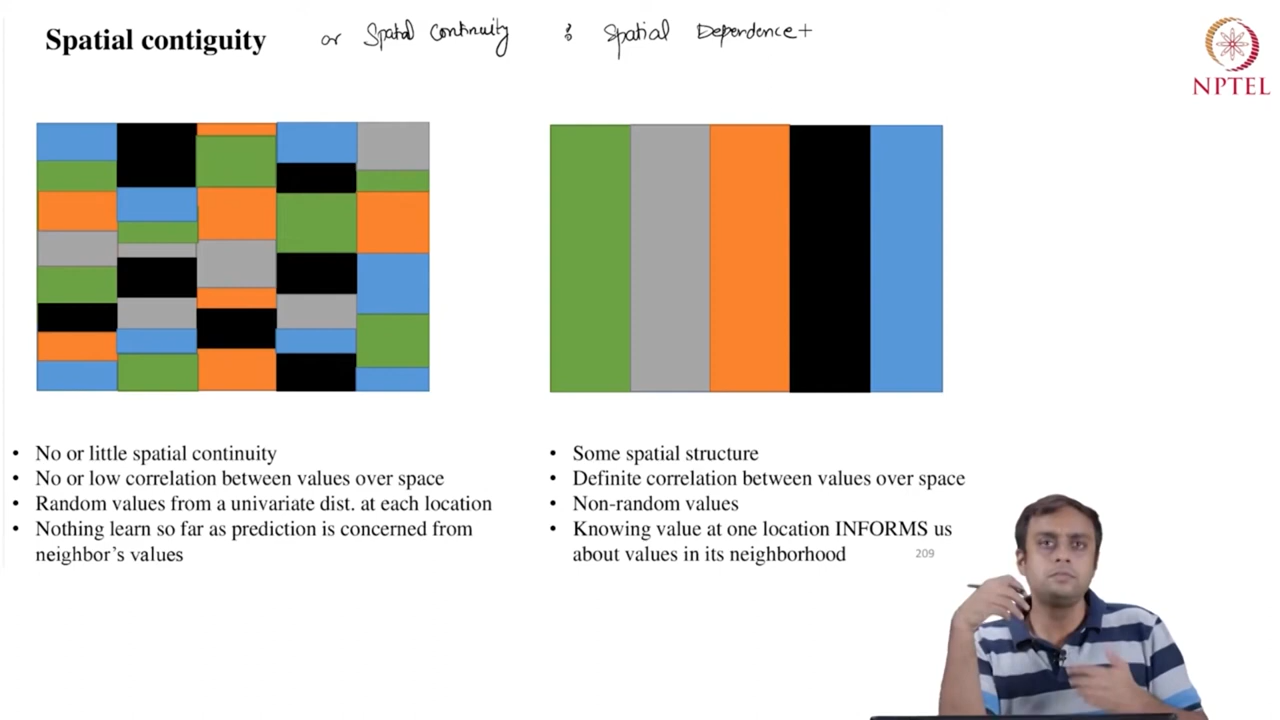 Spatial contiguity or Spatial Continuity : Spatial Dependence +
NPTEL
• No or little spatial continuity
• No or low correlation between values over space
• Random values from a univariate dist. at each location
• Nothing learn so far as prediction is concerned from
neighbor's values
• Some spatial structure
• Definite correlation between values over space
• Non-random values
• Knowing value at one location INFORMS us
about values in its neighborhood
209